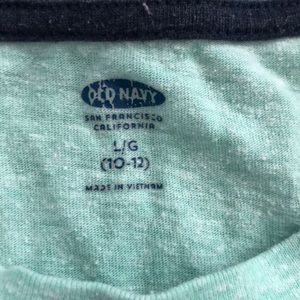 OLD NAVY
SAN FRANCISCO
CALIFORNIA
L/G
(10-12)
MADE IN VIETNAM